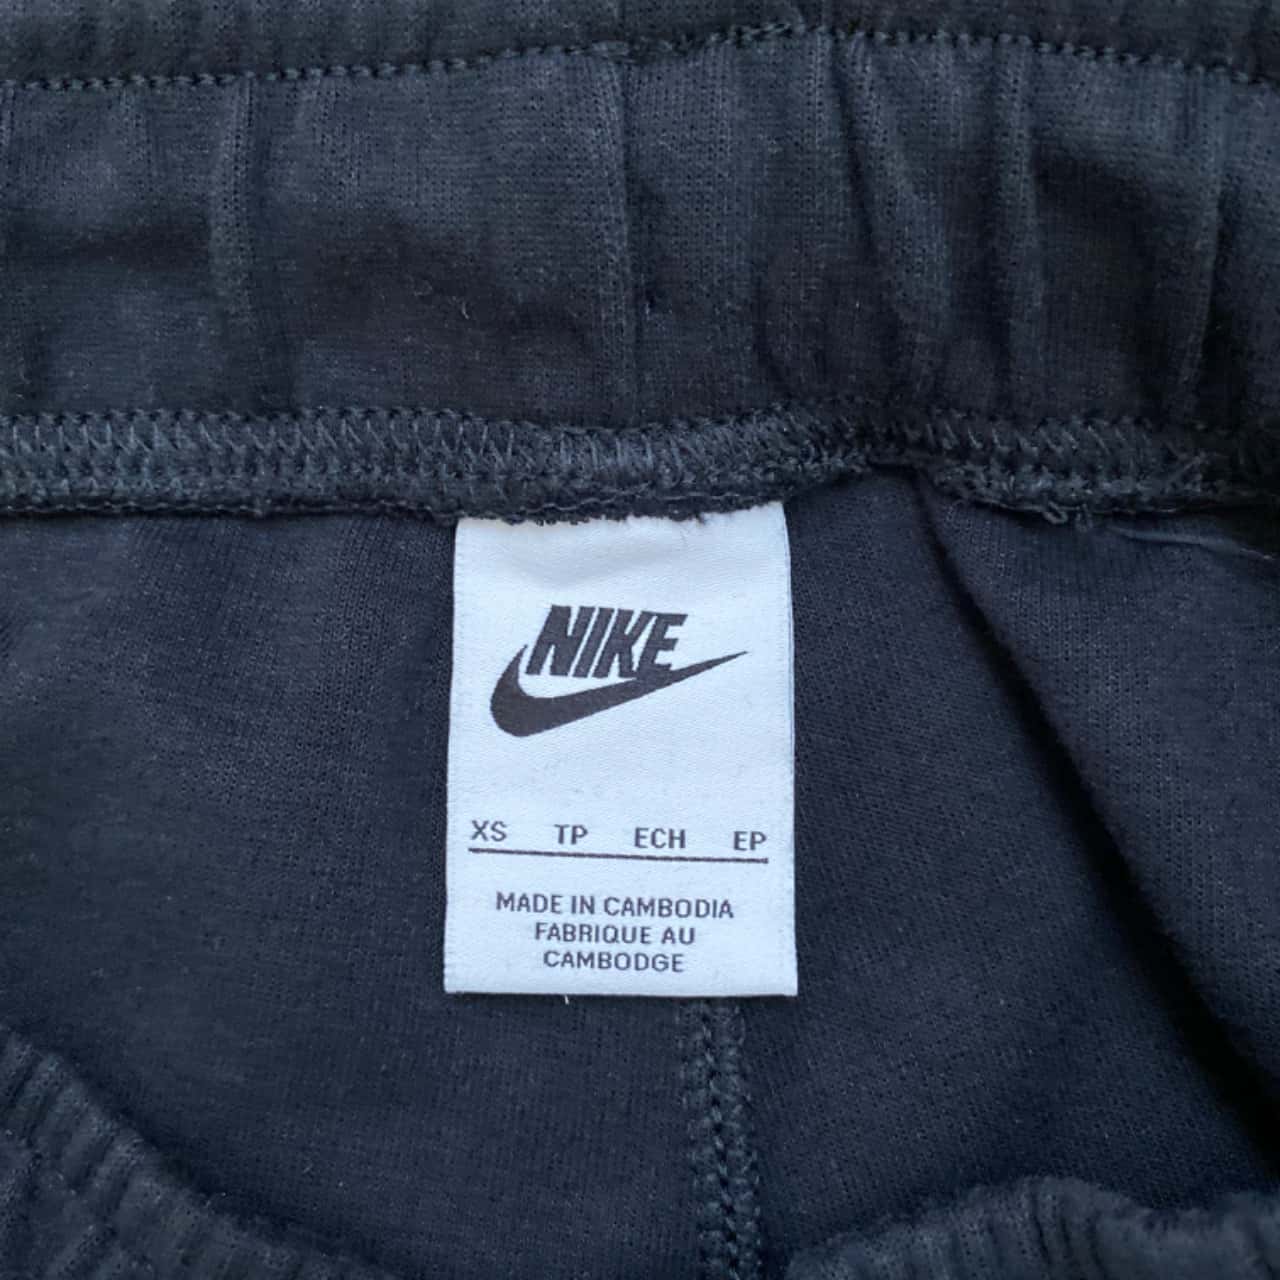 NIKE
XS TP ECH EP
MADE IN CAMBODIA
FABRIQUE AU
CAMBODGE